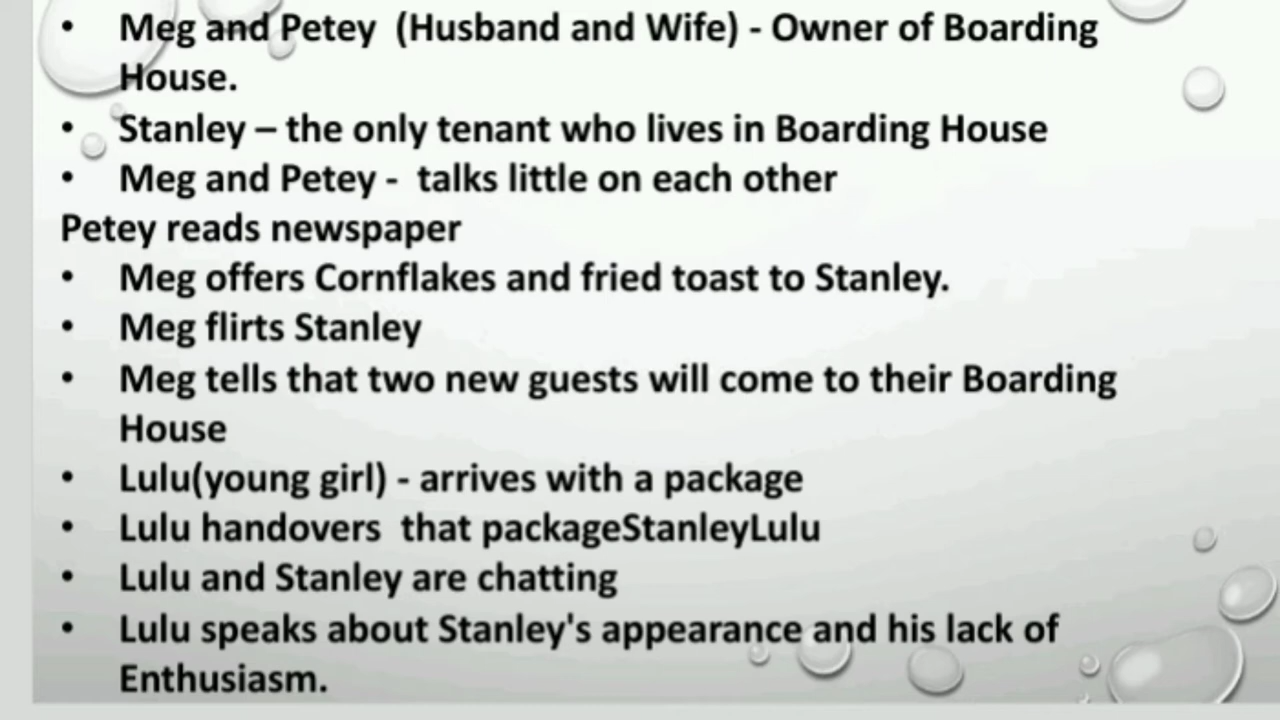 • Meg and Petey  (Husband and Wife) - Owner of Boarding
House.
• Stanley – the only tenant who lives in Boarding House
• Meg and Petey -  talks little on each other
Petey reads newspaper
• Meg offers Cornflakes and fried toast to Stanley.
• Meg flirts Stanley
• Meg tells that two new guests will come to their Boarding
House
• Lulu(young girl) - arrives with a package
• Lulu handovers  that packageStanleyLulu
• Lulu and Stanley are chatting
• Lulu speaks about Stanley's appearance and his lack of
Enthusiasm.